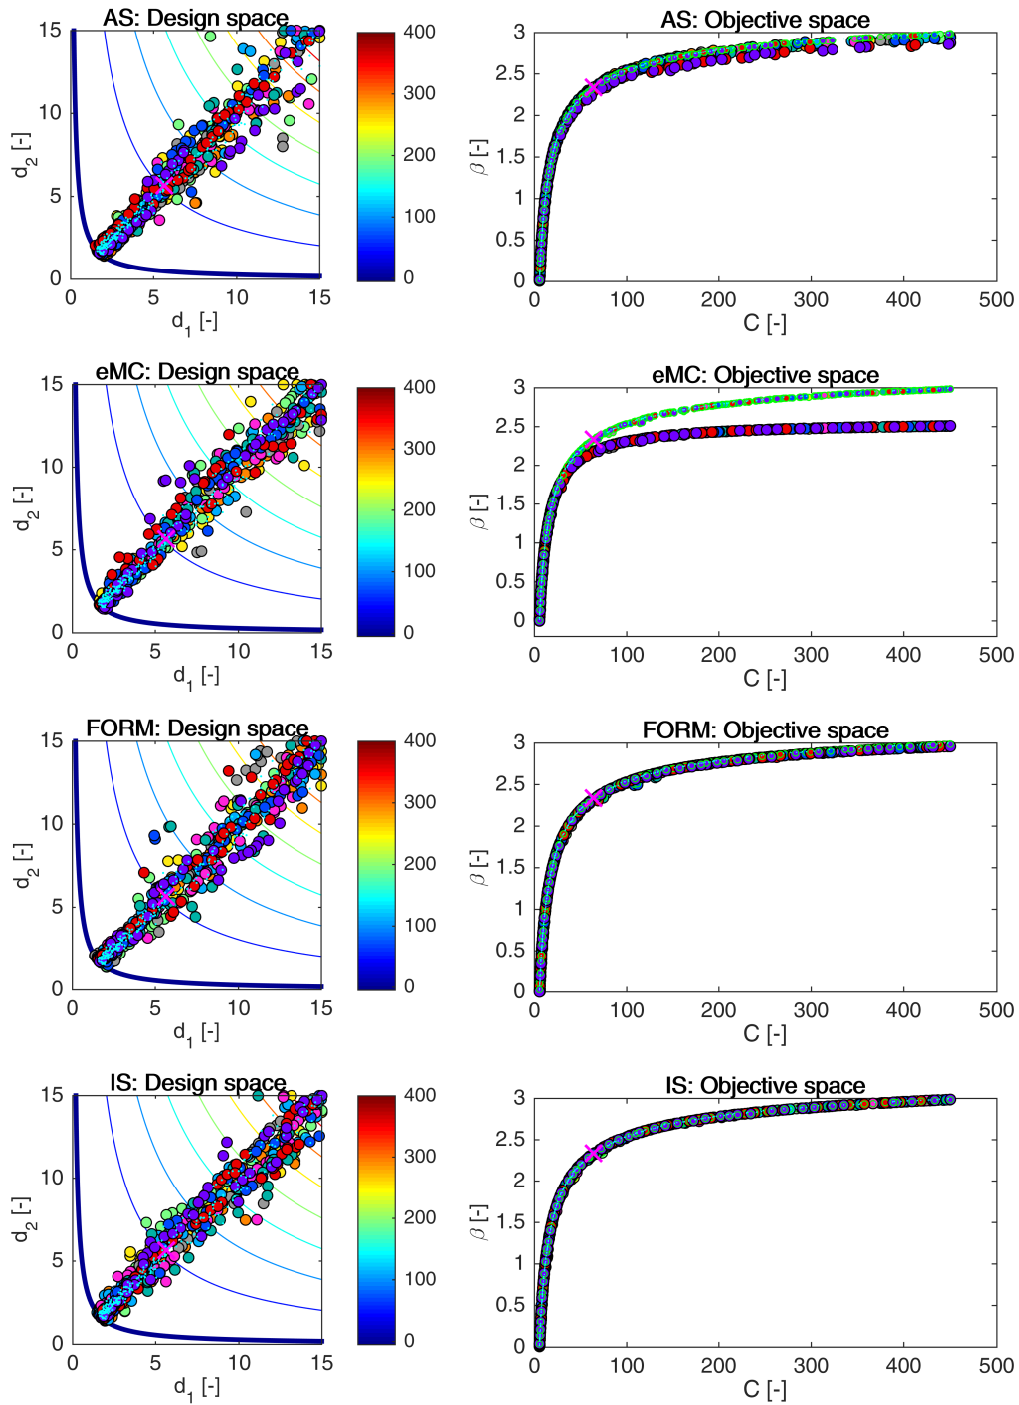 AS: Design space
AS: Objective space
15
10
5
0
d2 [-]
0 5 10 15
d1 [-]
400
300
200
100
0
3
2.5
2
1.5
1
0.5
0
β [-]
0 100 200 300 400 500
C [-]
eMC: Design space
eMC: Objective space
15
10
5
0
d2 [-]
0 5 10 15
d1 [-]
400
300
200
100
0
3
2.5
2
1.5
1
0.5
0
β [-]
0 100 200 300 400 500
C [-]
FORM: Design space
FORM: Objective space
15
10
5
0
d2 [-]
0 5 10 15
d1 [-]
400
300
200
100
0
3
2.5
2
1.5
1
0.5
0
β [-]
0 100 200 300 400 500
C [-]
IS: Design space
IS: Objective space
15
10
5
0
d2 [-]
0 5 10 15
d1 [-]
400
300
200
100
0
3
2.5
2
1.5
1
0.5
0
β [-]
0 100 200 300 400 500
C [-]